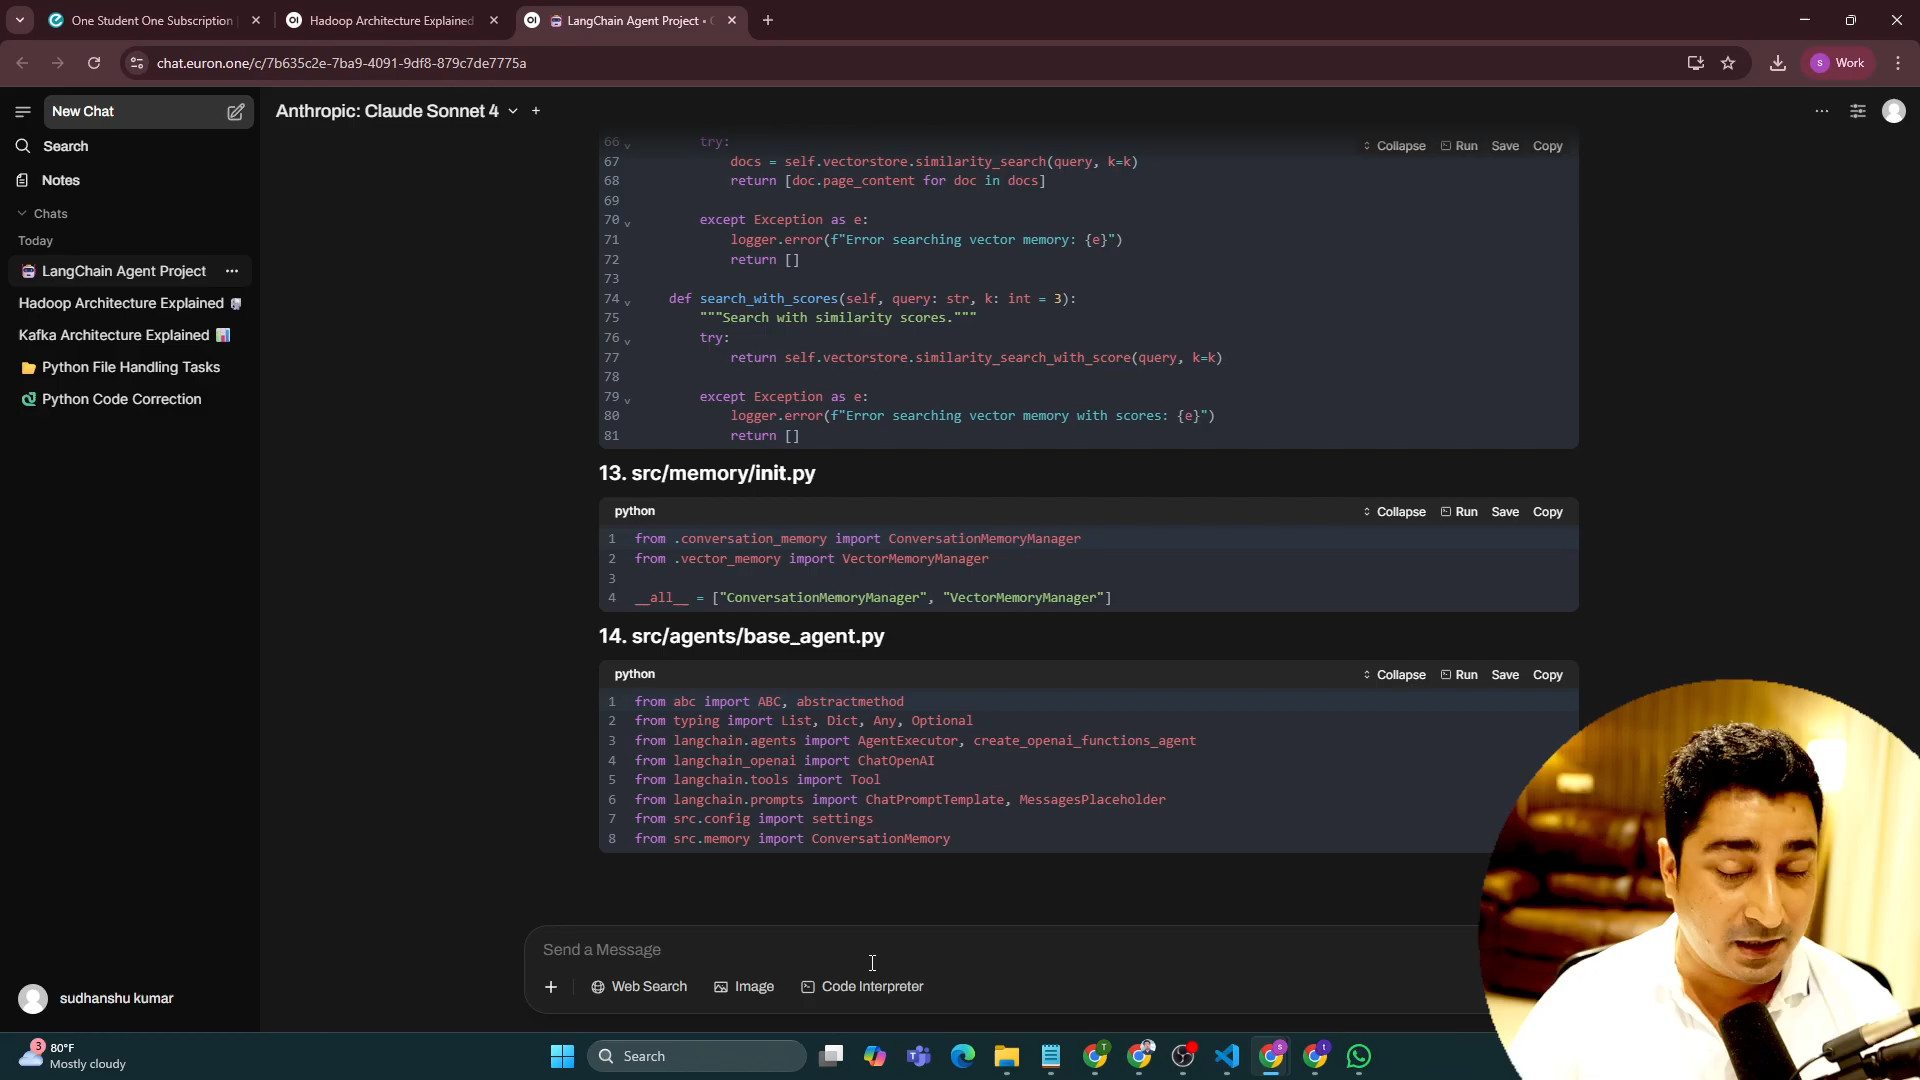 One Student One Subscription
Hadoop Architecture Explained
LangChain Agent Project •
chat.euron.one/c/7b635c2e-7ba9-4091-9df8-879c7de7775a
S Work
New Chat
Search
Notes
Chats
Today
LangChain Agent Project
Hadoop Architecture Explained
Kafka Architecture Explained
Python File Handling Tasks
Python Code Correction
sudhanshu kumar
Anthropic: Claude Sonnet 4
Collapse Run Save Copy
66 try:
67 docs = self.vectorstore.similarity_search(query, k=k)
68 return [doc.page_content for doc in docs]
69
70 except Exception as e:
71 logger.error(f"Error searching vector memory: {e}")
72 return []
73
74 def search_with_scores(self, query: str, k: int = 3):
75 """Search with similarity scores."""
76 try:
77 return self.vectorstore.similarity_search_with_score(query, k=k)
78
79 except Exception as e:
80 logger.error(f"Error searching vector memory with scores: {e}")
81 return []
13. src/memory/init.py
python Collapse Run Save Copy
1 from .conversation_memory import ConversationMemoryManager
2 from .vector_memory import VectorMemoryManager
3
4 __all__ = ["ConversationMemoryManager", "VectorMemoryManager"]
14. src/agents/base_agent.py
python Collapse Run Save Copy
1 from abc import ABC, abstractmethod
2 from typing import List, Dict, Any, Optional
3 from langchain.agents import AgentExecutor, create_openai_functions_agent
4 from langchain_openai import ChatOpenAI
5 from langchain.tools import Tool
6 from langchain.prompts import ChatPromptTemplate, MessagesPlaceholder
7 from src.config import settings
8 from src.memory import ConversationMemory
Send a Message
Web Search Image Code Interpreter
3
80°F
Mostly cloudy
Search